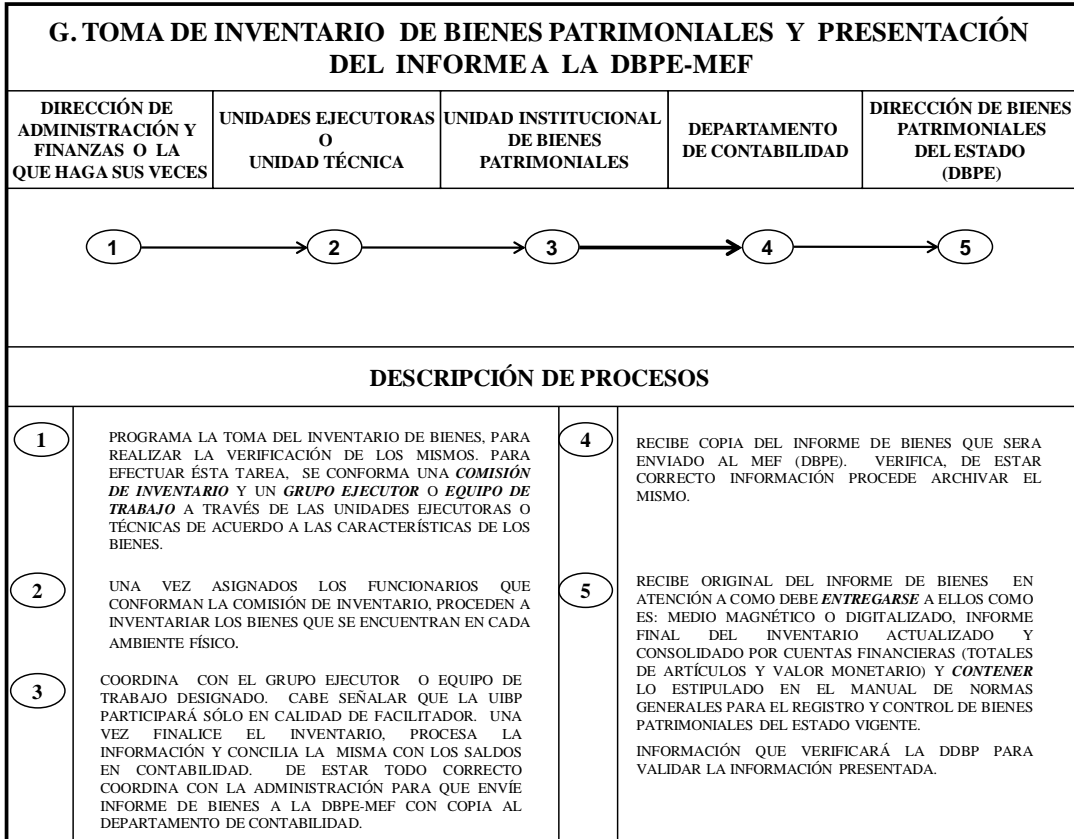 G. TOMA DE INVENTARIO DE BIENES PATRIMONIALES Y PRESENTACIÓN
DEL INFORME A LA DBPE-MEF
DIRECCIÓN DE
ADMINISTRACIÓN Y
FINANZAS O LA
QUE HAGA SUS VECES
UNIDADES EJECUTORAS
O
UNIDAD TÉCNICA
UNIDAD INSTITUCIONAL
DE BIENES
PATRIMONIALES
DEPARTAMENTO
DE CONTABILIDAD
DIRECCIÓN DE BIENES
PATRIMONIALES
DEL ESTADO
(DBPE)
1
2
3
4
5
DESCRIPCIÓN DE PROCESOS
1
PROGRAMA LA TOMA DEL INVENTARIO DE BIENES, PARA
REALIZAR LA VERIFICACIÓN DE LOS MISMOS. PARA
EFECTUAR ÉSTA TAREA, SE CONFORMA UNA COMISIÓN
DE INVENTARIO Y UN GRUPO EJECUTOR O EQUIPO DE
TRABAJO A TRAVÉS DE LAS UNIDADES EJECUTORAS O
TÉCNICAS DE ACUERDO A LAS CARACTERÍSTICAS DE LOS
BIENES.
2
UNA VEZ ASIGNADOS LOS FUNCIONARIOS QUE
CONFORMAN LA COMISIÓN DE INVENTARIO, PROCEDEN A
INVENTARIAR LOS BIENES QUE SE ENCUENTRAN EN CADA
AMBIENTE FÍSICO.
3
COORDINA CON EL GRUPO EJECUTOR O EQUIPO DE
TRABAJO DESIGNADO. CABE SEÑALAR QUE LA UIBP
PARTICIPARÁ SÓLO EN CALIDAD DE FACILITADOR. UNA
VEZ FINALICE EL INVENTARIO, PROCESA LA
INFORMACIÓN Y CONCILIA LA MISMA CON LOS SALDOS
EN CONTABILIDAD. DE ESTAR TODO CORRECTO
COORDINA CON LA ADMINISTRACIÓN PARA QUE ENVÍE
INFORME DE BIENES A LA DBPE-MEF CON COPIA AL
DEPARTAMENTO DE CONTABILIDAD.
4
RECIBE COPIA DEL INFORME DE BIENES QUE SERA
ENVIADO AL MEF (DBPE). VERIFICA, DE ESTAR
CORRECTO INFORMACIÓN PROCEDE ARCHIVAR EL
MISMO.
5
RECIBE ORIGINAL DEL INFORME DE BIENES EN
ATENCIÓN A COMO DEBE ENTREGARSE A ELLOS COMO
ES: MEDIO MAGNÉTICO O DIGITALIZADO, INFORME
FINAL DEL INVENTARIO ACTUALIZADO Y
CONSOLIDADO POR CUENTAS FINANCIERAS (TOTALES
DE ARTÍCULOS Y VALOR MONETARIO) Y CONTENER
LO ESTIPULADO EN EL MANUAL DE NORMAS
GENERALES PARA EL REGISTRO Y CONTROL DE BIENES
PATRIMONIALES DEL ESTADO VIGENTE.
INFORMACIÓN QUE VERIFICARÁ LA DDBP PARA
VALIDAR LA INFORMACIÓN PRESENTADA.